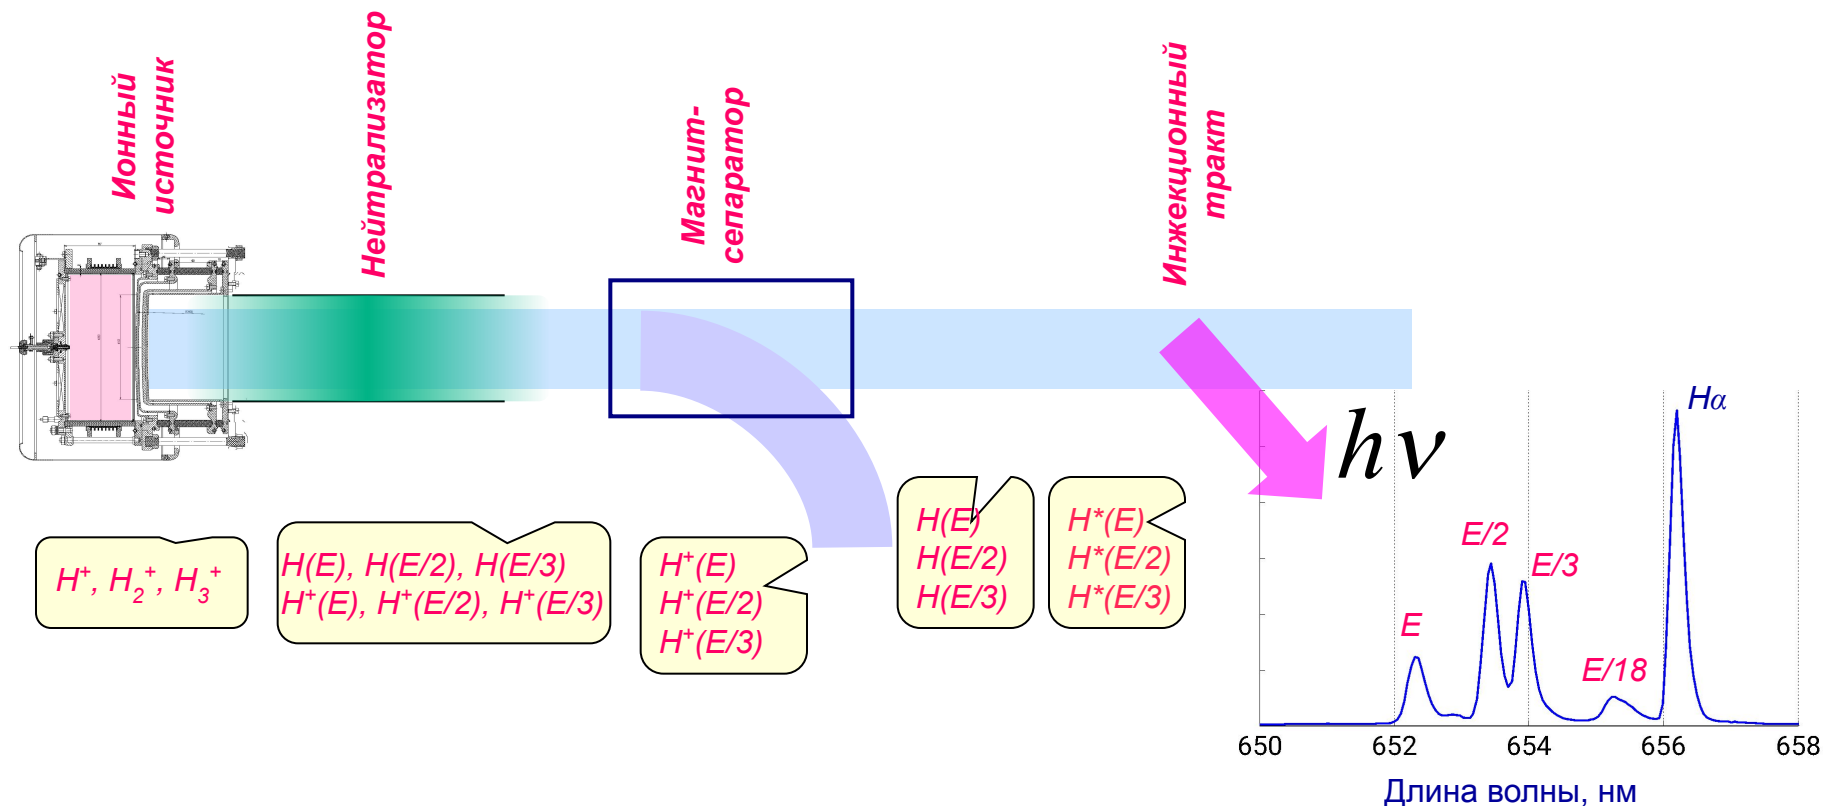 Ионный
источник
Нейтрализатор
Магнит-
сепаратор
Инжекционный
тракт
H⁺, H₂⁺, H₃⁺
H(E), H(E/2), H(E/3)
H⁺(E), H⁺(E/2), H⁺(E/3)
H⁺(E)
H⁺(E/2)
H⁺(E/3)
H(E)
H(E/2)
H(E/3)
H*(E)
H*(E/2)
H*(E/3)
hν
Hα
E/2
E/3
E
E/18
650 652 654 656 658
Длина волны, нм